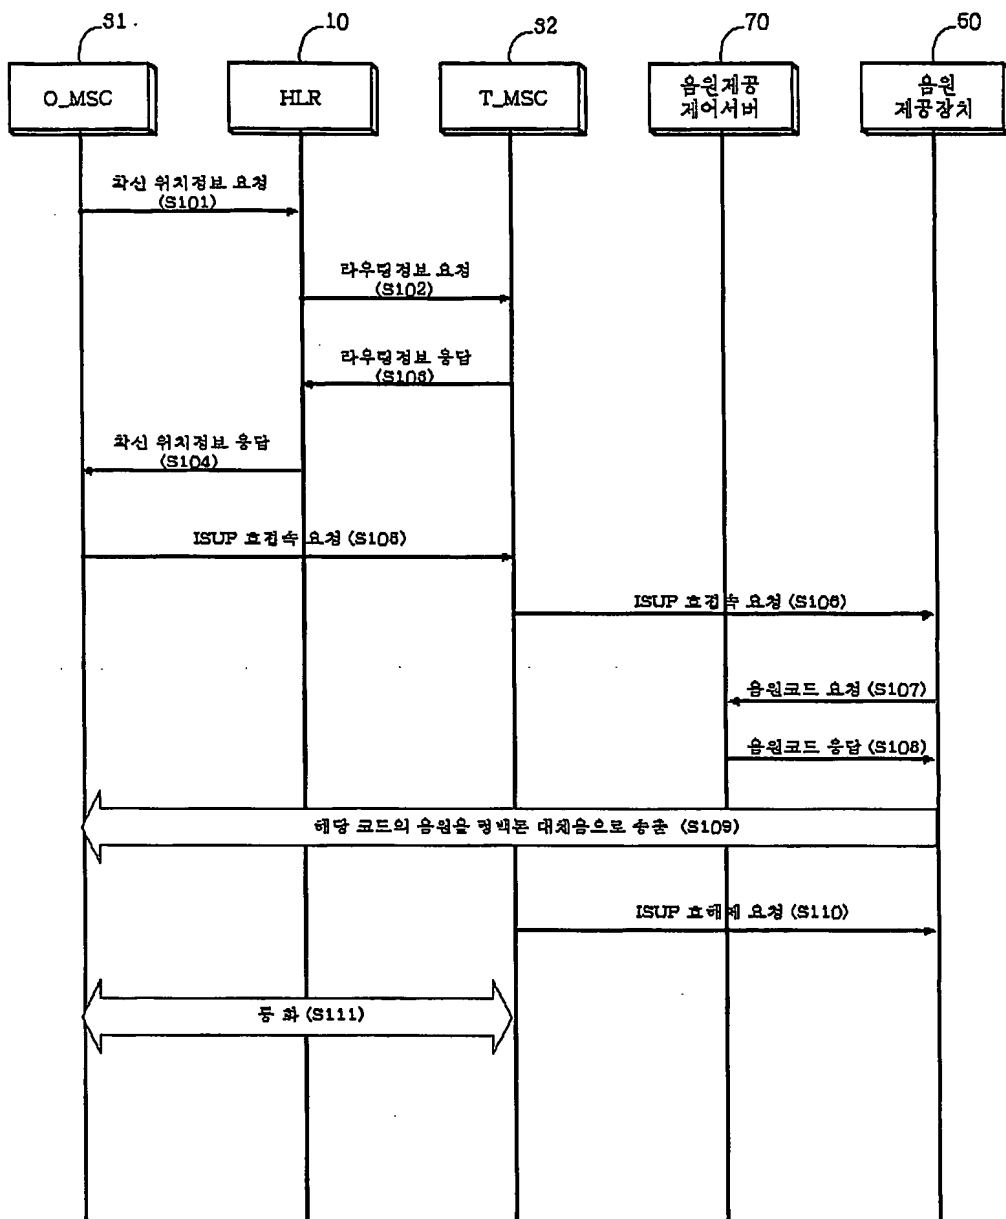 31
10
32
70
50
O_MSC
HLR
T_MSC
음원제공
제어서버
음원
제공장치
착신 위치정보 요청
(S101)
라우팅정보 요청
(S102)
라우팅정보 응답
(S103)
착신 위치정보 응답
(S104)
ISUP 호접속 요청 (S105)
ISUP 호접속 요청 (S106)
음원코드 요청 (S107)
음원코드 응답 (S108)
해당 코드의 음원을 링백톤 대체음으로 송출 (S109)
ISUP 호해제 요청 (S110)
통 화 (S111)